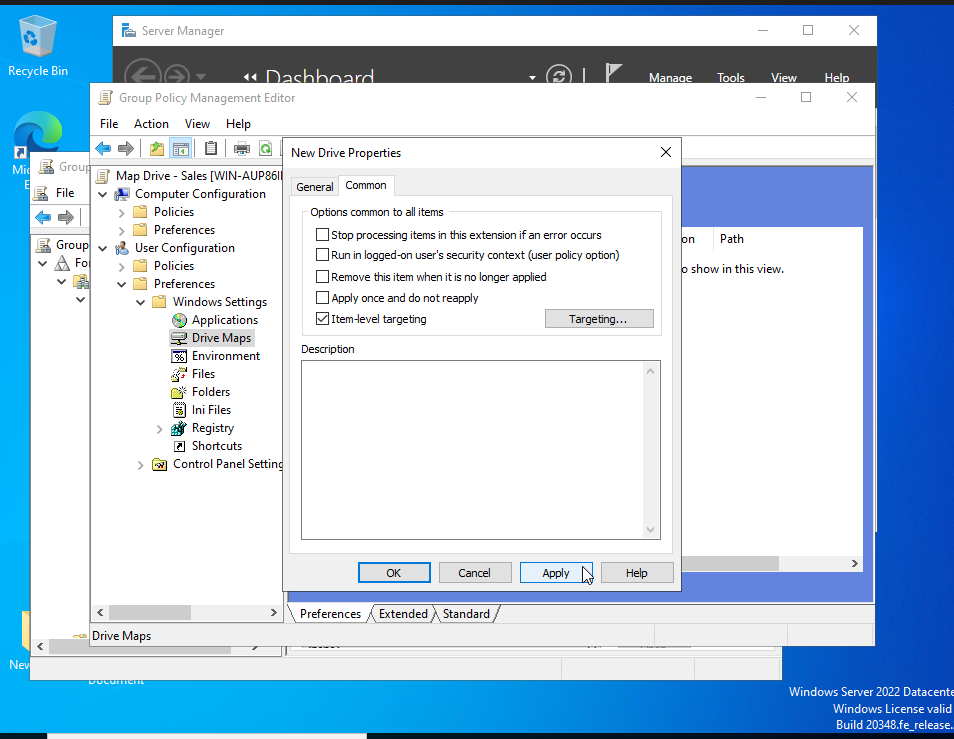 Recycle Bin
Server Manager
Dashboard
Manage
Tools
View
Help
Group Policy Management Editor
File
Action
View
Help
Group
File
Group
Map Drive - Sales [WIN-AUP86I
Computer Configuration
Policies
Preferences
User Configuration
Policies
Preferences
Windows Settings
Applications
Drive Maps
Environment
Files
Folders
Ini Files
Registry
Shortcuts
Control Panel Setting
New Drive Properties
General
Common
Options common to all items
Stop processing items in this extension if an error occurs
Run in logged-on user's security context (user policy option)
Remove this item when it is no longer applied
Apply once and do not reapply
Item-level targeting
Targeting...
Description
OK
Cancel
Apply
Help
on
Path
o show in this view.
Preferences
Extended
Standard
Drive Maps
New
Document
Windows Server 2022 Datacente
Windows License valid
Build 20348.fe_release.